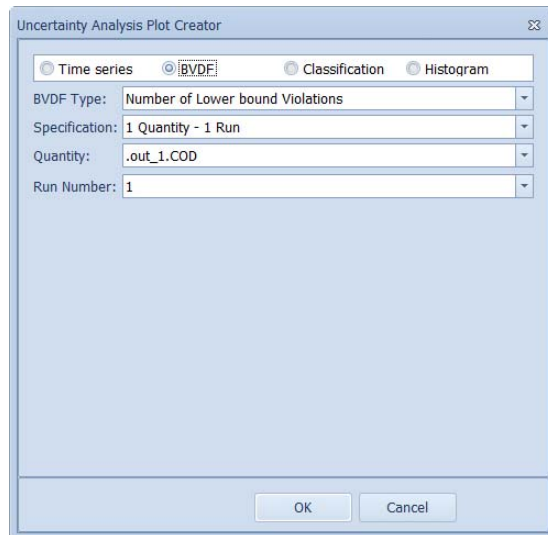 Uncertainty Analysis Plot Creator
Time series BVDF Classification Histogram
BVDF Type: Number of Lower bound Violations
Specification: 1 Quantity - 1 Run
Quantity: .out_1.COD
Run Number: 1
OK Cancel